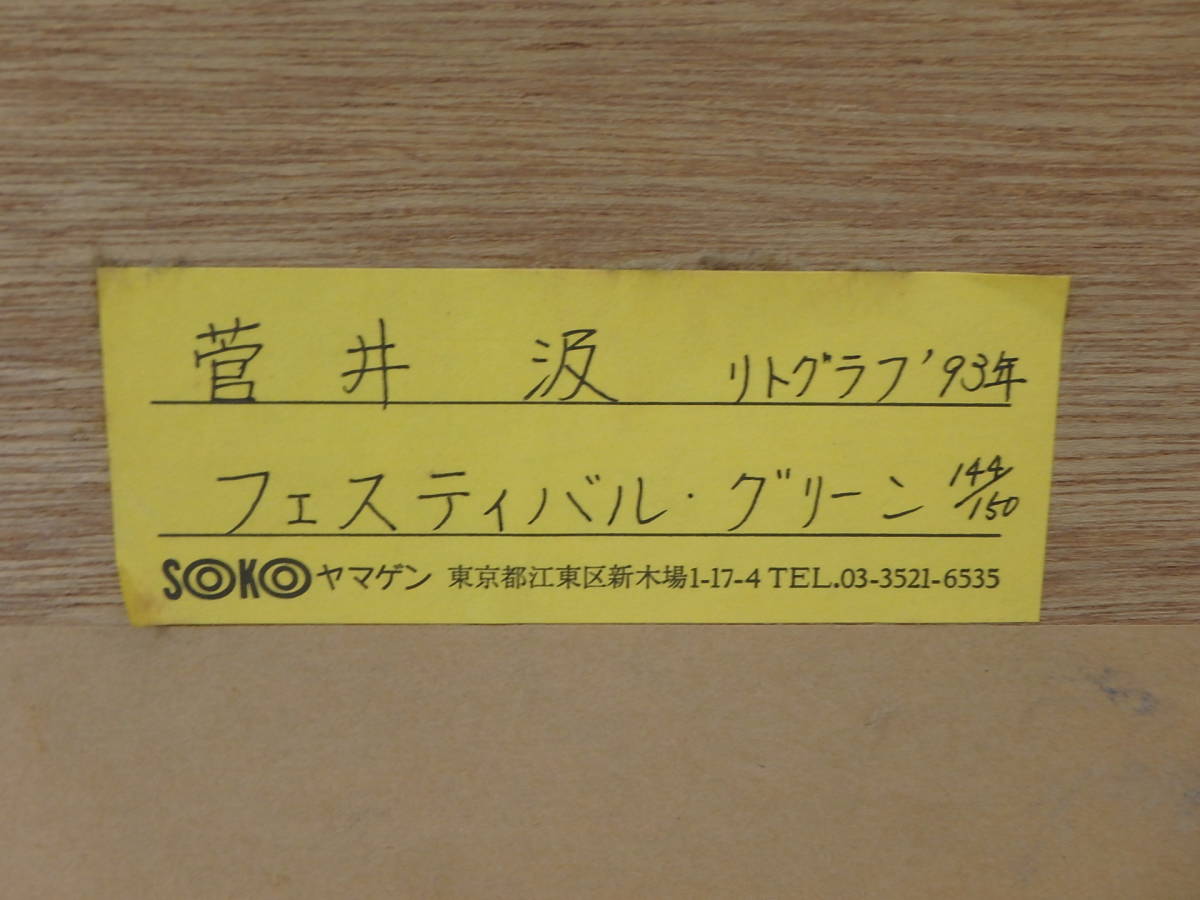 菅井 汲 リトグラフ '93年
フェスティバル・グリーン 144/150
SOKO ヤマゲン 東京都江東区新木場1-17-4 TEL.03-3521-6535